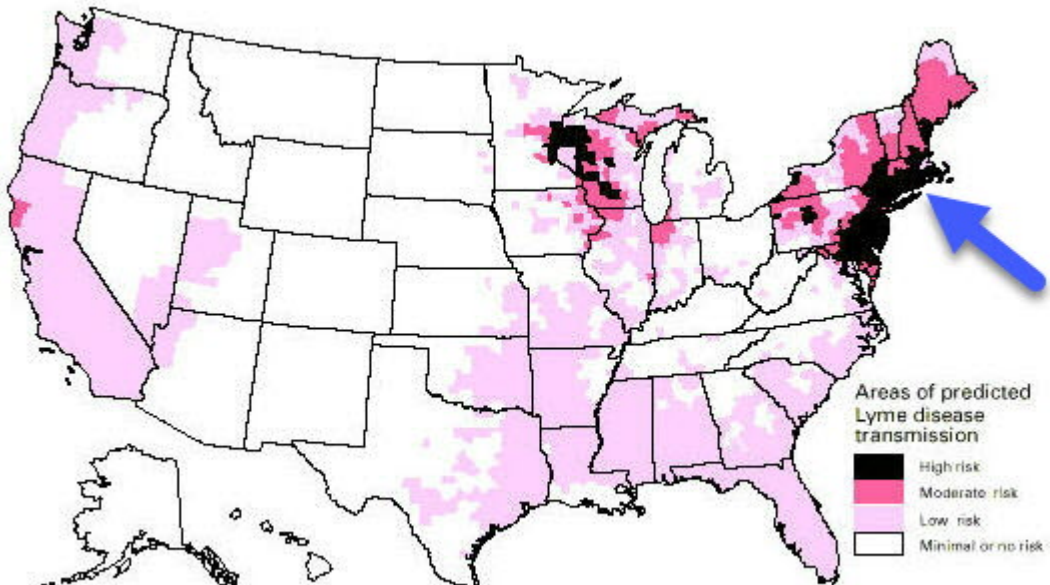 Areas of predicted
Lyme disease
transmission
High risk
Moderate risk
Low risk
Minimal or no risk